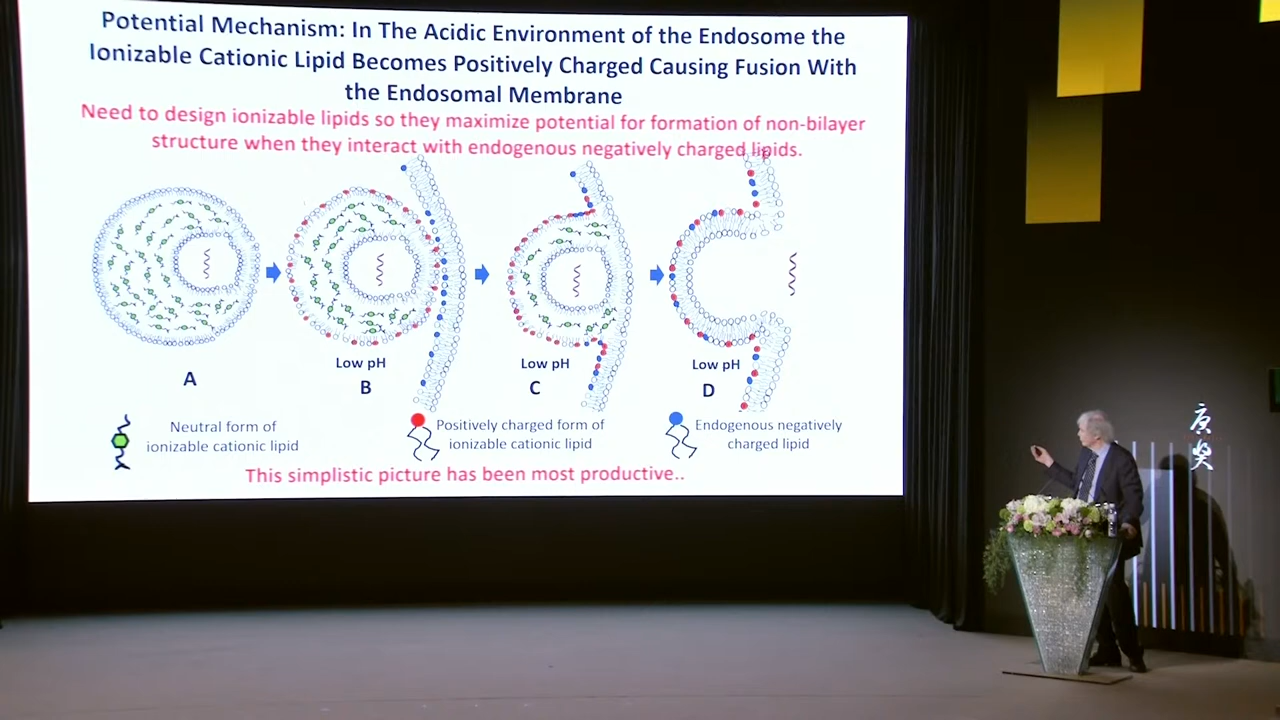 Potential Mechanism: In The Acidic Environment of the Endosome the
Ionizable Cationic Lipid Becomes Positively Charged Causing Fusion With
the Endosomal Membrane
Need to design ionizable lipids so they maximize potential for formation of non-bilayer
structure when they interact with endogenous negatively charged lipids.
A
Low pH
B
Low pH
C
Low pH
D
Neutral form of
ionizable cationic lipid
Positively charged form of
ionizable cationic lipid
Endogenous negatively
charged lipid
This simplistic picture has been most productive..
唐
奬